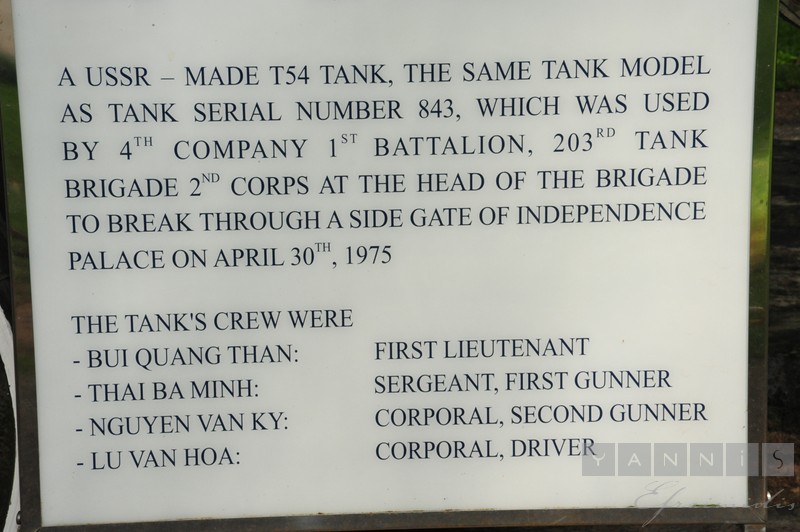 A USSR – MADE T54 TANK, THE SAME TANK MODEL
AS TANK SERIAL NUMBER 843, WHICH WAS USED
BY 4TH COMPANY 1ST BATTALION, 203RD TANK
BRIGADE 2ND CORPS AT THE HEAD OF THE BRIGADE
TO BREAK THROUGH A SIDE GATE OF INDEPENDENCE
PALACE ON APRIL 30TH, 1975
THE TANK'S CREW WERE
- BUI QUANG THAN: FIRST LIEUTENANT
- THAI BA MINH: SERGEANT, FIRST GUNNER
- NGUYEN VAN KY: CORPORAL, SECOND GUNNER
- LU VAN HOA: CORPORAL, DRIVER
YANNiS